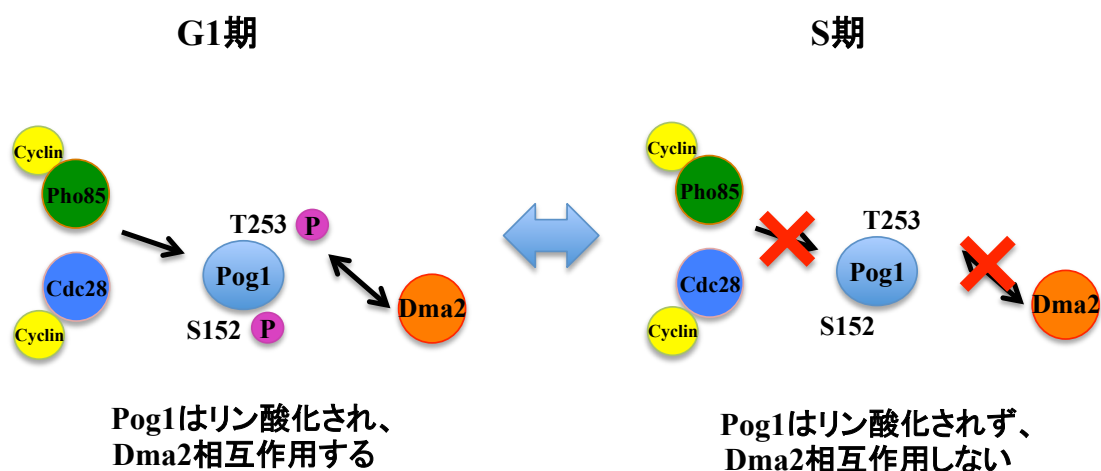 G1期
S期
Cyclin
Pho85
Cdc28
Cyclin
T253 P
Pog1
S152 P
Dma2
Cyclin
Pho85
Cdc28
Cyclin
T253
Pog1
S152
Dma2
Pog1はリン酸化され、
Dma2相互作用する
Pog1はリン酸化されず、
Dma2相互作用しない